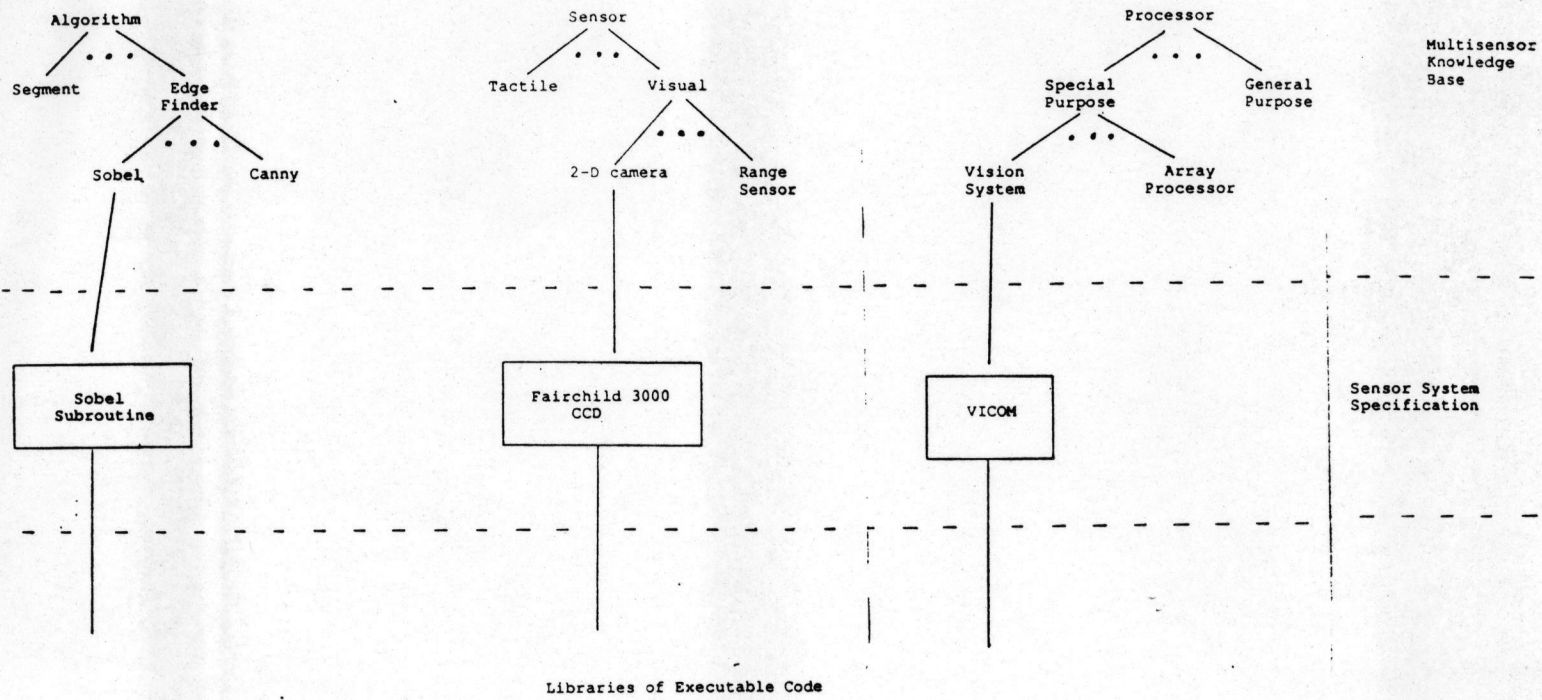 Algorithm
Sensor
Processor
Multisensor
Knowledge
Base
Segment
Edge
Finder
Tactile
Visual
Special
Purpose
General
Purpose
Sobel
Canny
2-D camera
Range
Sensor
Vision
System
Array
Processor
Sobel
Subroutine
Fairchild 3000
CCD
VICOM
Sensor System
Specification
Libraries of Executable Code